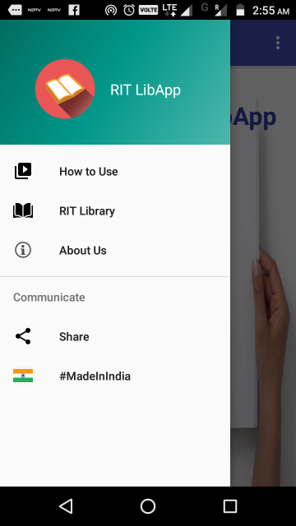 NDTV NDTV VOLTE LTE G R 2:55 AM
RIT LibApp
bApp
How to Use
RIT Library
About Us
Communicate
Share
#MadeInIndia